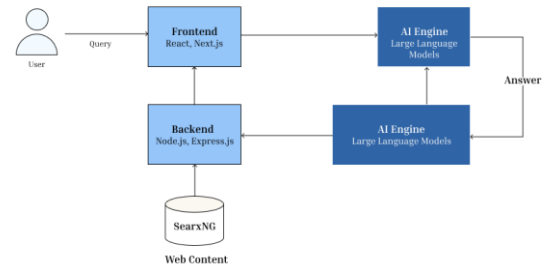 User
Query
Frontend
React, Next.js
AI Engine
Large Language
Models
Answer
Backend
Node.js, Express.js
AI Engine
Large Language Models
SearxNG
Web Content